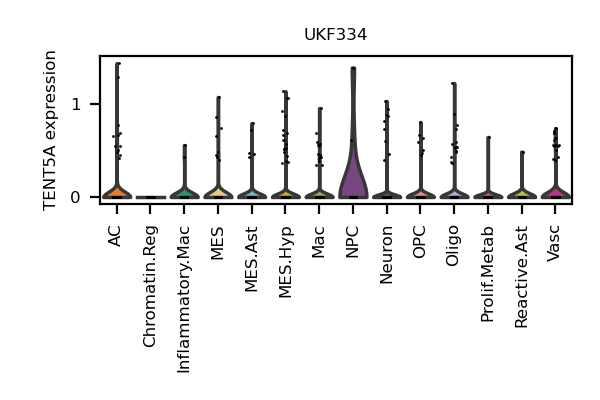 UKF334
TENT5A expression
1
0
AC
Chromatin.Reg
Inflammatory.Mac
MES
MES.Ast
MES.Hyp
Mac
NPC
Neuron
OPC
Oligo
Prolif.Metab
Reactive.Ast
Vasc